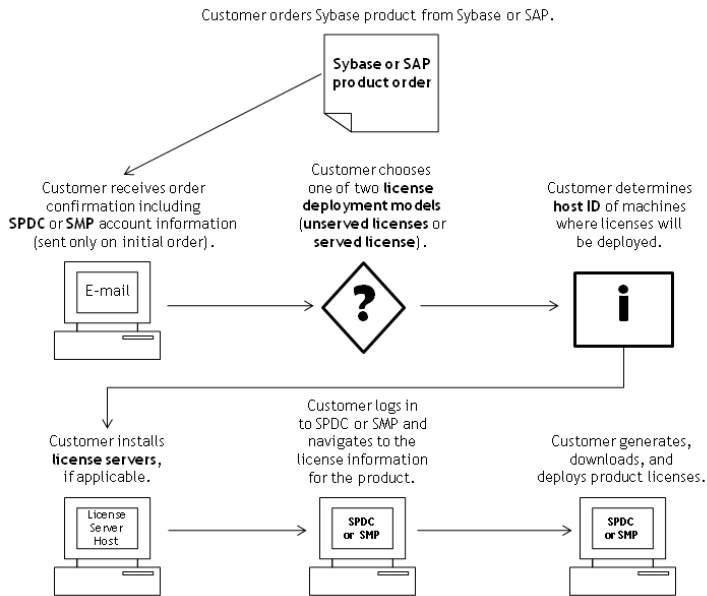 Customer orders Sybase product from Sybase or SAP.
Sybase or SAP
product order
Customer receives order
confirmation including
SPDC or SMP account information
(sent only on initial order).
E-mail
Customer chooses
one of two license
deployment models
(unserved licenses or
served license).
?
Customer determines
host ID of machines
where licenses will
be deployed.
i
Customer installs
license servers,
if applicable.
License
Server
Host
Customer logs in
to SPDC or SMP and
navigates to the
license information
for the product.
SPDC
or SMP
Customer generates,
downloads, and
deploys product licenses.
SPDC
or SMP